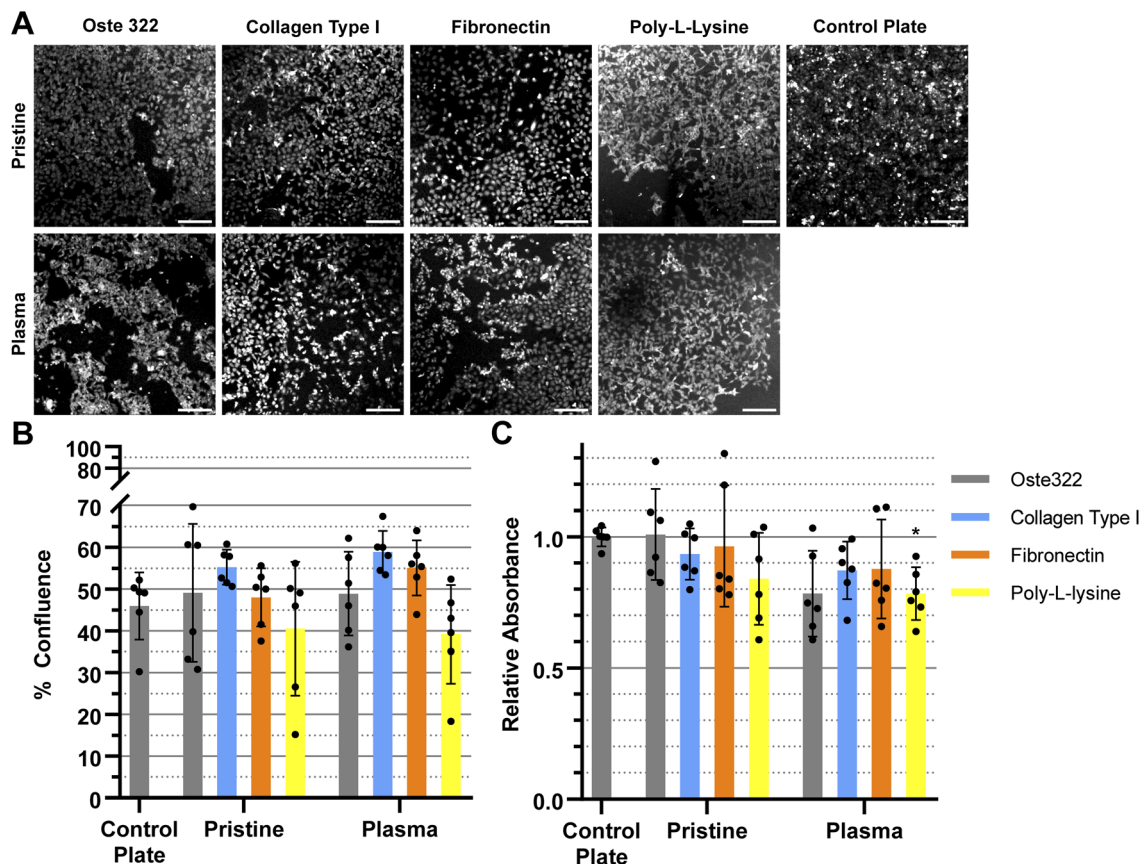 A
Oste 322
Collagen Type I
Fibronectin
Poly-L-Lysine
Control Plate
Pristine
Plasma
B
% Confluence
100
80
70
60
50
40
30
20
10
0
Control
Plate
Pristine
Plasma
C
Relative Absorbance
1.0
0.5
0.0
*
Control
Plate
Pristine
Plasma
Oste322
Collagen Type I
Fibronectin
Poly-L-lysine